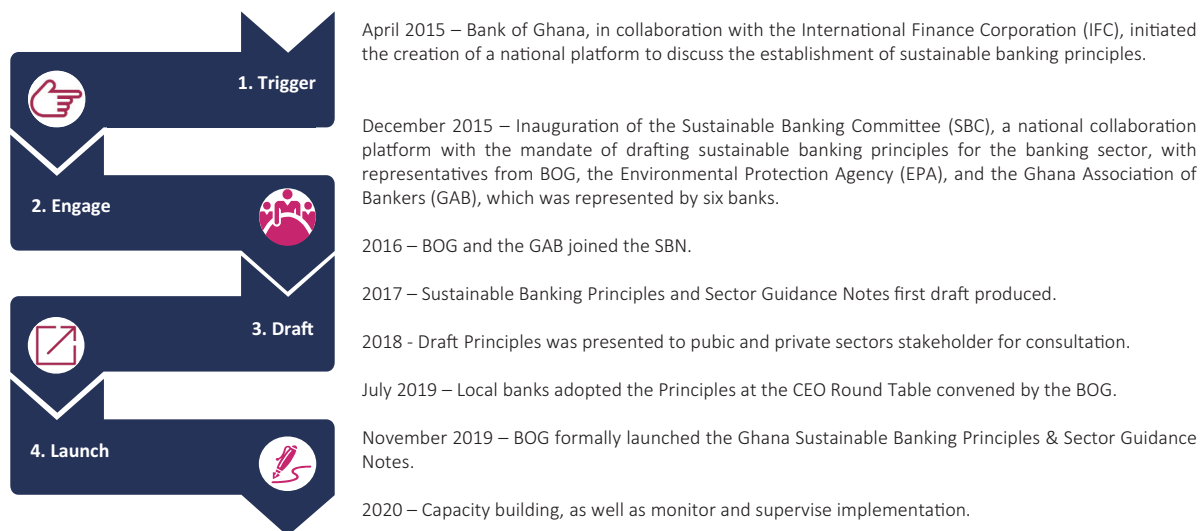 1. Trigger
April 2015 – Bank of Ghana, in collaboration with the International Finance Corporation (IFC), initiated
the creation of a national platform to discuss the establishment of sustainable banking principles.
2. Engage
December 2015 – Inauguration of the Sustainable Banking Committee (SBC), a national collaboration
platform with the mandate of drafting sustainable banking principles for the banking sector, with
representatives from BOG, the Environmental Protection Agency (EPA), and the Ghana Association of
Bankers (GAB), which was represented by six banks.
2016 – BOG and the GAB joined the SBN.
3. Draft
2017 – Sustainable Banking Principles and Sector Guidance Notes first draft produced.
2018 - Draft Principles was presented to pubic and private sectors stakeholder for consultation.
July 2019 – Local banks adopted the Principles at the CEO Round Table convened by the BOG.
4. Launch
November 2019 – BOG formally launched the Ghana Sustainable Banking Principles & Sector Guidance
Notes.
2020 – Capacity building, as well as monitor and supervise implementation.